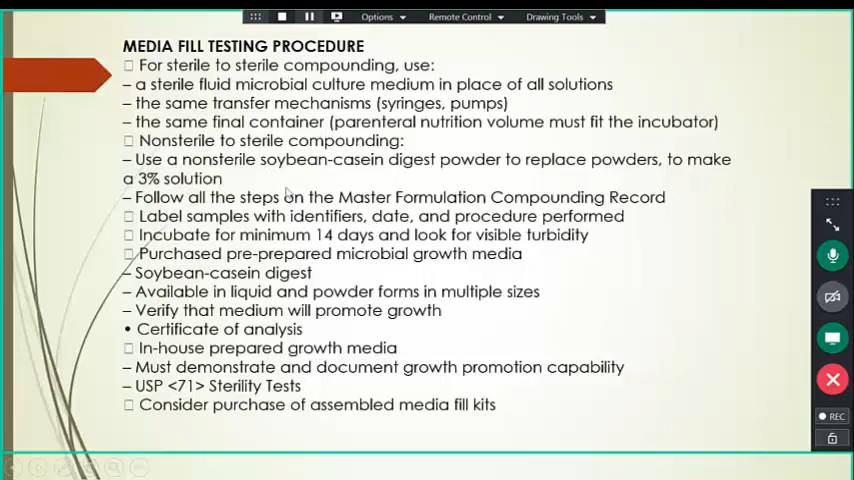 Options
Remote Control
Drawing Tools
MEDIA FILL TESTING PROCEDURE
□ For sterile to sterile compounding, use:
– a sterile fluid microbial culture medium in place of all solutions
– the same transfer mechanisms (syringes, pumps)
– the same final container (parenteral nutrition volume must fit the incubator)
□ Nonsterile to sterile compounding:
– Use a nonsterile soybean-casein digest powder to replace powders, to make
a 3% solution
– Follow all the steps on the Master Formulation Compounding Record
□ Label samples with identifiers, date, and procedure performed
□ Incubate for minimum 14 days and look for visible turbidity
□ Purchased pre-prepared microbial growth media
– Soybean-casein digest
– Available in liquid and powder forms in multiple sizes
– Verify that medium will promote growth
• Certificate of analysis
□ In-house prepared growth media
– Must demonstrate and document growth promotion capability
– USP <71> Sterility Tests
□ Consider purchase of assembled media fill kits
REC